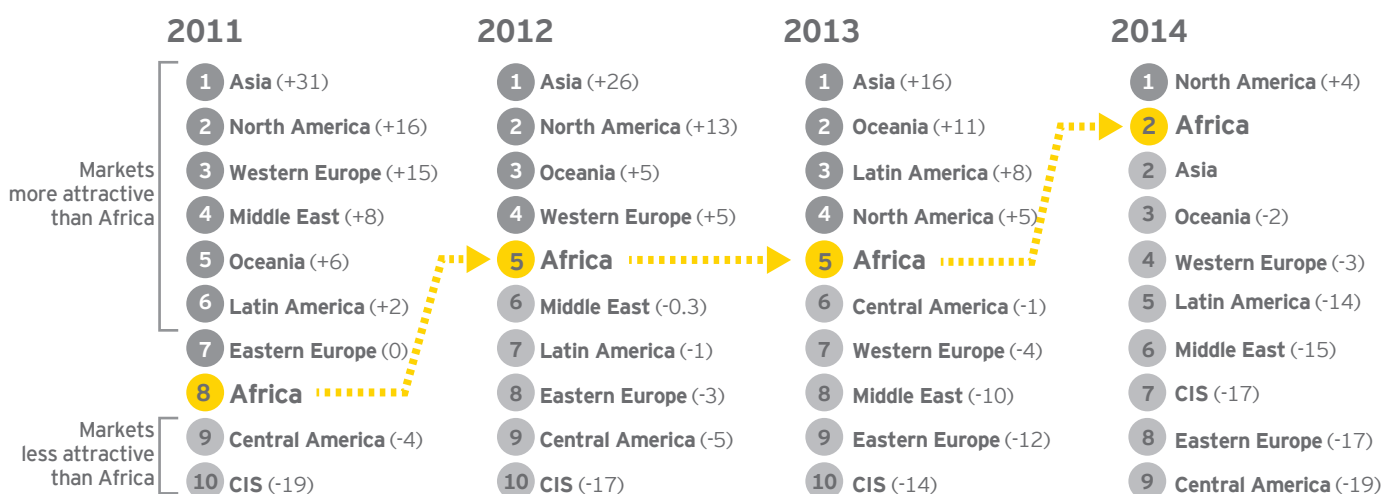 2011
2012
2013
2014
Markets
more attractive
than Africa
1 Asia (+31)
2 North America (+16)
3 Western Europe (+15)
4 Middle East (+8)
5 Oceania (+6)
6 Latin America (+2)
7 Eastern Europe (0)
8 Africa
Markets
less attractive
than Africa
9 Central America (-4)
10 CIS (-19)
1 Asia (+26)
2 North America (+13)
3 Oceania (+5)
4 Western Europe (+5)
5 Africa
6 Middle East (-0.3)
7 Latin America (-1)
8 Eastern Europe (-3)
9 Central America (-5)
10 CIS (-17)
1 Asia (+16)
2 Oceania (+11)
3 Latin America (+8)
4 North America (+5)
5 Africa
6 Central America (-1)
7 Western Europe (-4)
8 Middle East (-10)
9 Eastern Europe (-12)
10 CIS (-14)
1 North America (+4)
2 Africa
2 Asia
3 Oceania (-2)
4 Western Europe (-3)
5 Latin America (-14)
6 Middle East (-15)
7 CIS (-17)
8 Eastern Europe (-17)
9 Central America (-19)